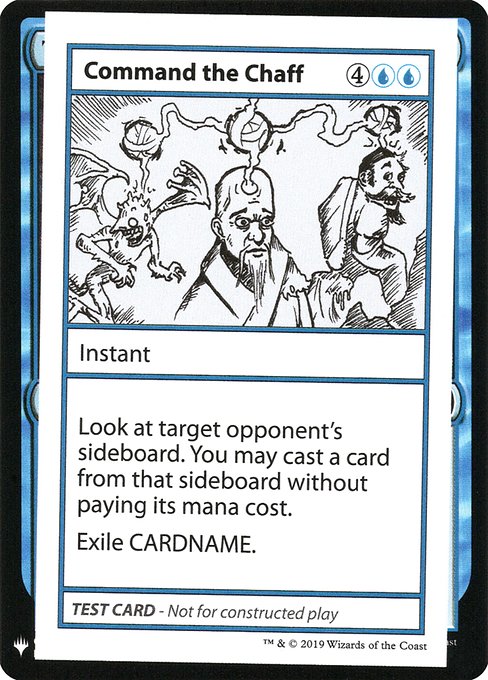 Command the Chaff 4
Instant
Look at target opponent's
sideboard. You may cast a card
from that sideboard without
paying its mana cost.
Exile CARDNAME.
TEST CARD - Not for constructed play
™ & © 2019 Wizards of the Coast